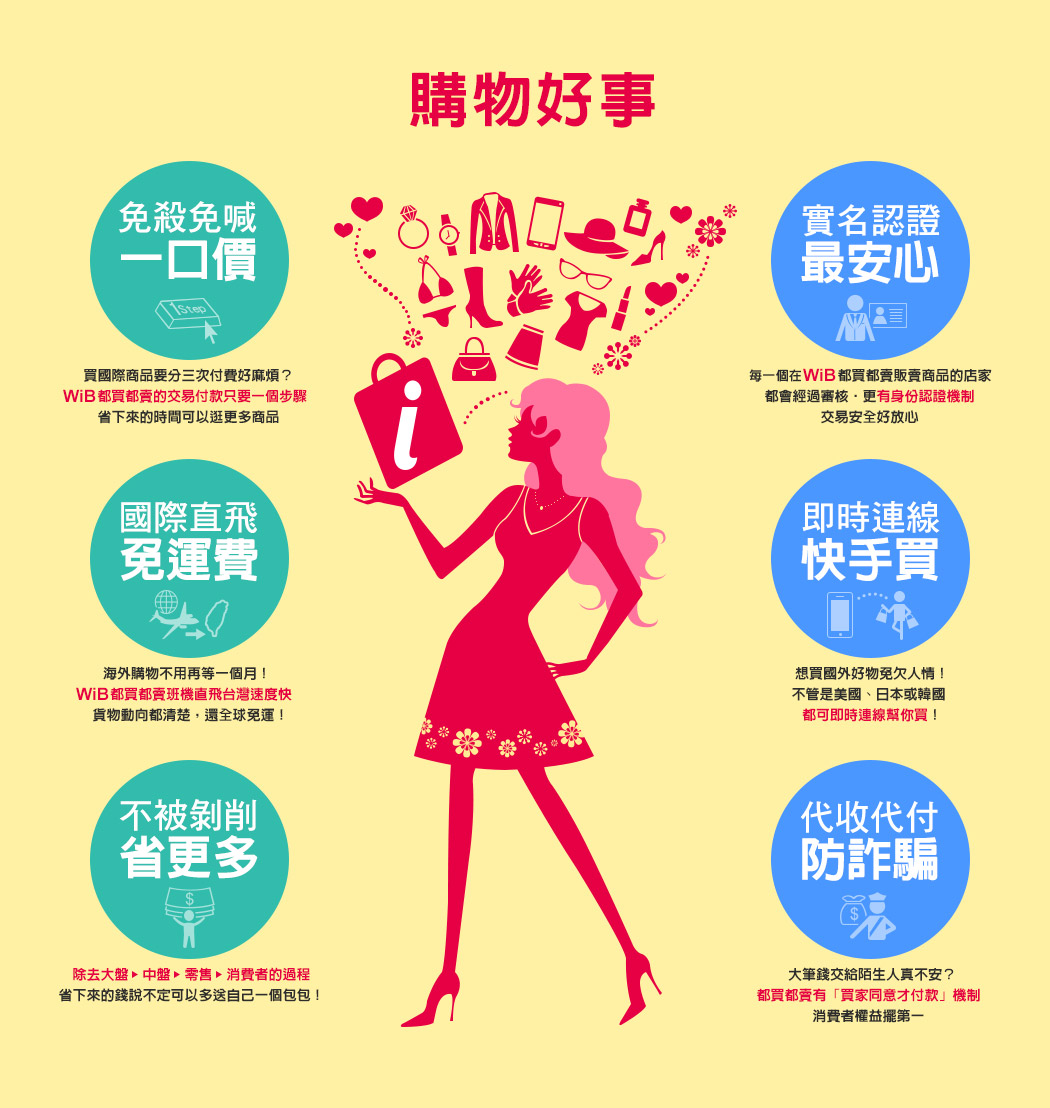 購物好事
免殺免喊
一口價
1Step
買國際商品要分三次付費好麻煩？
WiB都買都賣的交易付款只要一個步驟
省下來的時間可以逛更多商品
國際直飛
免運費
海外購物不用再等一個月！
WiB都買都賣班機直飛台灣速度快
貨物動向都清楚，還全球免運！
不被剝削
省更多
$
除去大盤▶中盤▶零售▶消費者的過程
省下來的錢說不定可以多送自己一個包包！
i
實名認證
最安心
每一個在WiB都買都賣販賣商品的店家
都會經過審核，更有身份認證機制
交易安全好放心
即時連線
快手買
想買國外好物免欠人情！
不管是美國、日本或韓國
都可即時連線幫你買！
代收代付
防詐騙
$
大筆錢交給陌生人真不安？
都買都賣有「買家同意才付款」機制
消費者權益擺第一